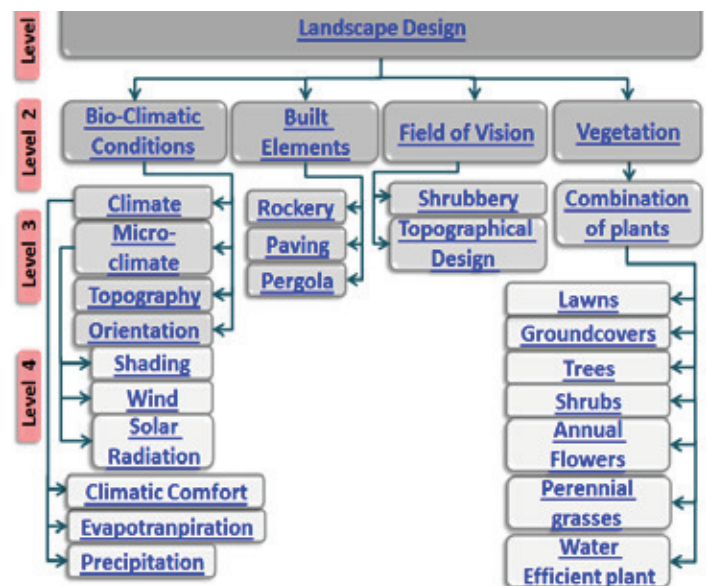 Level
Landscape Design
Level 2
Bio-Climatic
Conditions
Built
Elements
Field of Vision
Vegetation
Level 3
Climate
Micro-
climate
Topography
Orientation
Rockery
Paving
Pergola
Shrubbery
Topographical
Design
Combination
of plants
Level 4
Shading
Wind
Solar
Radiation
Climatic Comfort
Evapotranpiration
Precipitation
Lawns
Groundcovers
Trees
Shrubs
Annual
Flowers
Perennial
grasses
Water
Efficient plant